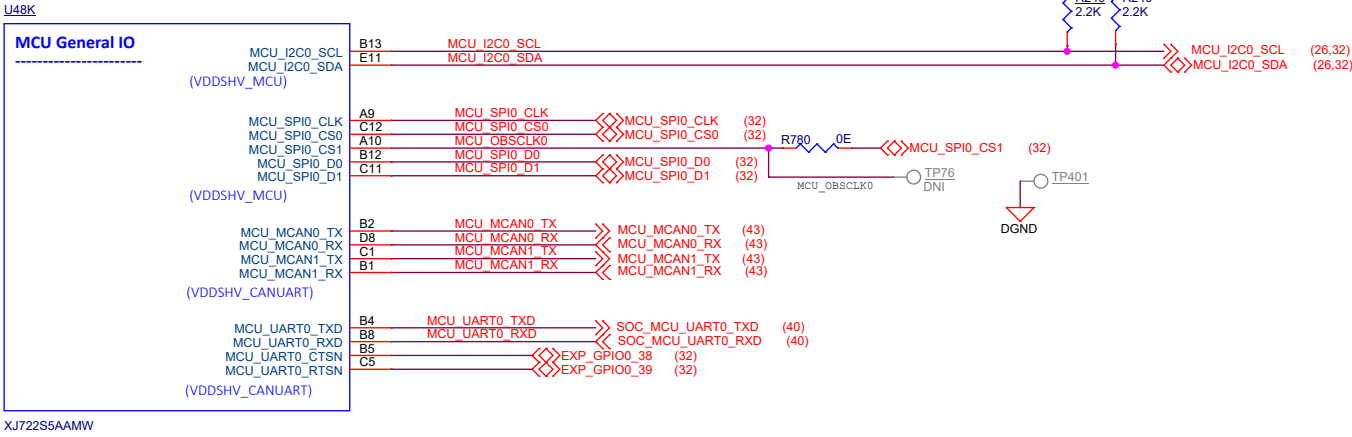 U48K
2.2K 2.2K
MCU General IO
----------------------
MCU_I2C0_SCL B13 MCU_I2C0_SCL MCU_I2C0_SCL (26,32)
MCU_I2C0_SDA E11 MCU_I2C0_SDA MCU_I2C0_SDA (26,32)
(VDDSHV_MCU)
MCU_SPI0_CLK A9 MCU_SPI0_CLK MCU_SPI0_CLK (32)
MCU_SPI0_CS0 C12 MCU_SPI0_CS0 MCU_SPI0_CS0 (32)
MCU_SPI0_CS1 A10 MCU_OBSCLK0 R780 0E MCU_SPI0_CS1 (32)
MCU_SPI0_D0 B12 MCU_SPI0_D0 MCU_SPI0_D0 (32)
MCU_SPI0_D1 C11 MCU_SPI0_D1 MCU_SPI0_D1 (32)
MCU_OBSCLK0 TP76 TP401
DNI
(VDDSHV_MCU)
DGND
MCU_MCAN0_TX B2 MCU_MCAN0_TX MCU_MCAN0_TX (43)
MCU_MCAN0_RX D8 MCU_MCAN0_RX MCU_MCAN0_RX (43)
MCU_MCAN1_TX C1 MCU_MCAN1_TX MCU_MCAN1_TX (43)
MCU_MCAN1_RX B1 MCU_MCAN1_RX MCU_MCAN1_RX (43)
(VDDSHV_CANUART)
MCU_UART0_TXD B4 MCU_UART0_TXD SOC_MCU_UART0_TXD (40)
MCU_UART0_RXD B8 MCU_UART0_RXD SOC_MCU_UART0_RXD (40)
MCU_UART0_CTSN B5 EXP_GPIO0_38 (32)
MCU_UART0_RTSN C5 EXP_GPIO0_39 (32)
(VDDSHV_CANUART)
XJ722S5AAMW